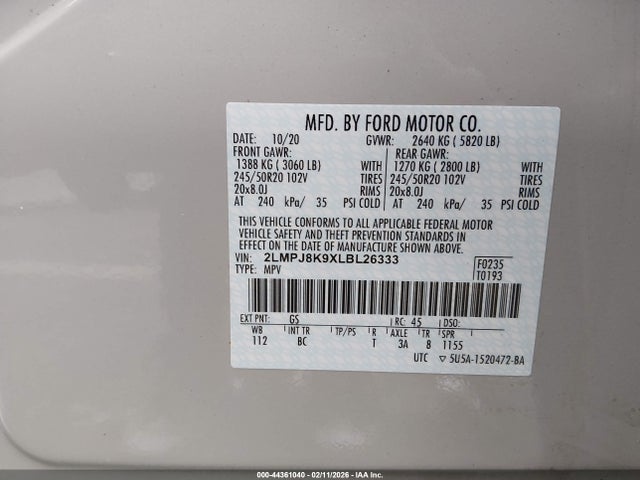 MFD. BY FORD MOTOR CO.
10/20 GVWR: 2640 KG ( 5820 LB)
FRONT GAWR: REAR GAWR:
1388 KG ( 3060 LB) WITH 1270 KG ( 2800 LB) WITH
245/50R20 102V TIRES 245/50R20 102V TIRES
20x8.0J RIMS 20x8.0J RIMS
AT 240 kPa/ 35 PSI COLD AT 240 kPa/ 35 PSI COLD
THIS VEHICLE CONFORMS TO ALL APPLICABLE FEDERAL MOTOR
VEHICLE SAFETY AND THEFT PREVENTION STANDARDS IN
EFFECT ON THE DATE OF MANUFACTURE SHOWN ABOVE.
VIN: 2LMPJ8K9XLBL26333 F0235
TYPE: MPV T0193
EXT PNT: GS RC: 45 DSO:
WB INT TR TP/PS R AXLE TR SPR
112 BC T 3A 8 1155
UTC ▽ 5U5A-1520472-BA
000-44361040 - 02/11/2026 - IAA Inc.